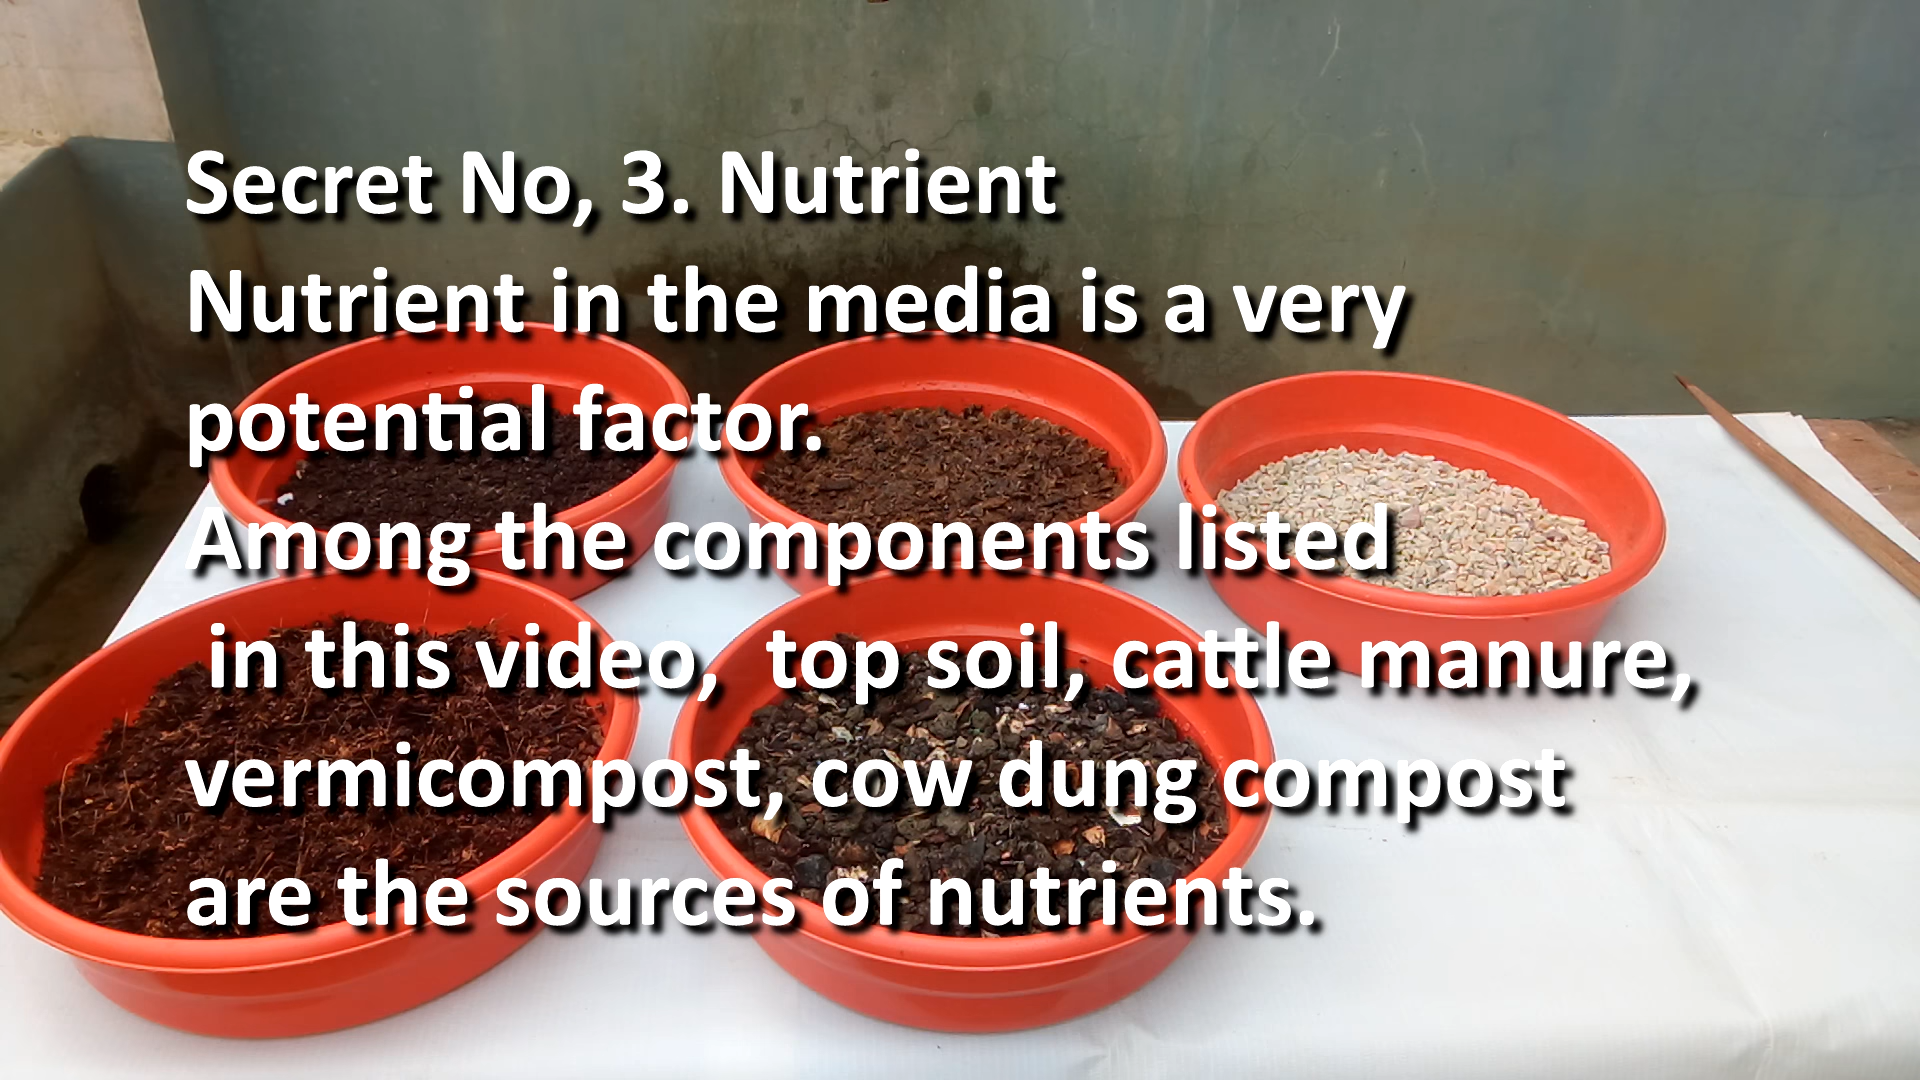 Secret No, 3. Nutrient
Nutrient in the media is a very
potential factor.
Among the components listed
in this video, top soil, cattle manure,
vermicompost, cow dung compost
are the sources of nutrients.